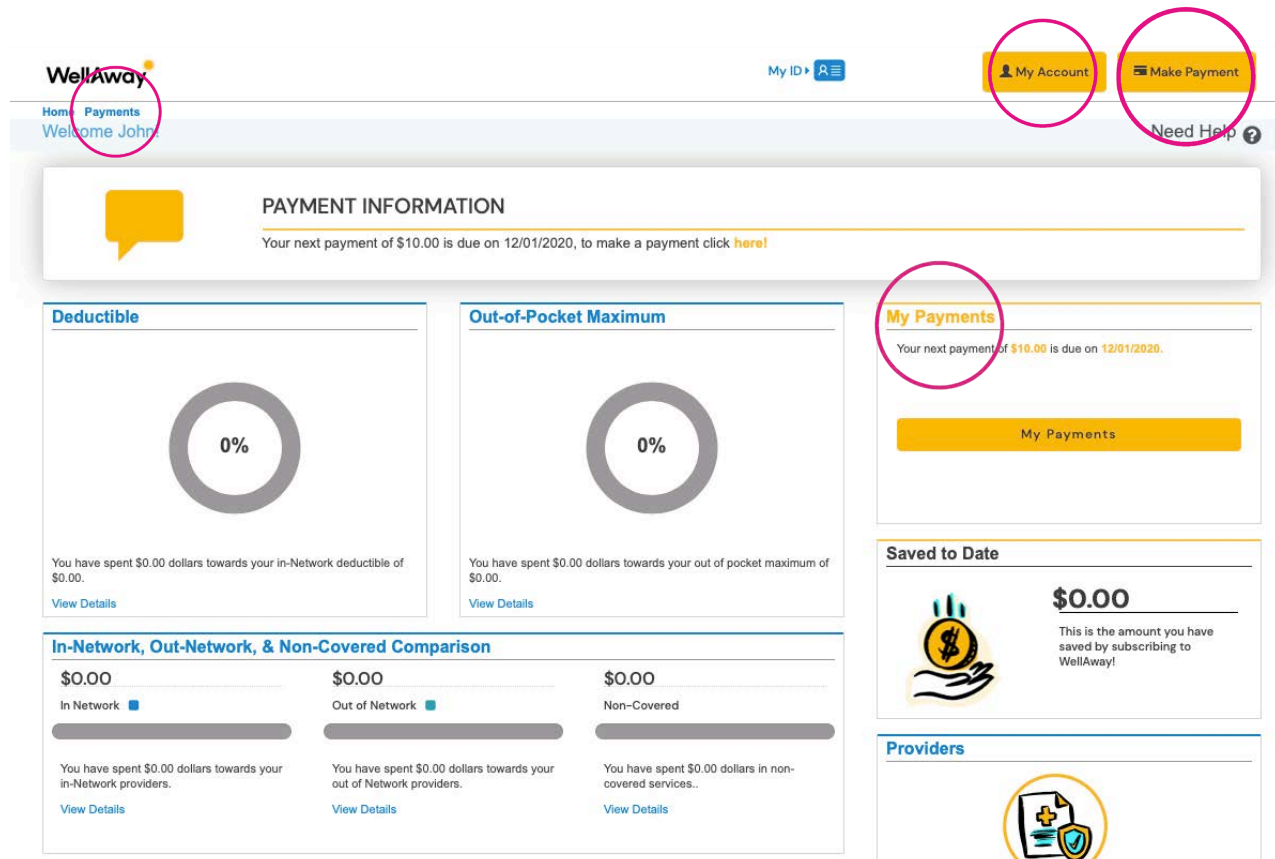 WellAway
My ID
My Account
Make Payment
Home Payments
Welcome John!
Need Help ?
PAYMENT INFORMATION
Your next payment of $10.00 is due on 12/01/2020, to make a payment click here!
Deductible
0%
You have spent $0.00 dollars towards your in-Network deductible of
$0.00.
View Details
Out-of-Pocket Maximum
0%
You have spent $0.00 dollars towards your out of pocket maximum of
$0.00.
View Details
My Payments
Your next payment of $10.00 is due on 12/01/2020.
My Payments
Saved to Date
$0.00
This is the amount you have
saved by subscribing to
WellAway!
In-Network, Out-Network, & Non-Covered Comparison
$0.00
In Network
You have spent $0.00 dollars towards your
in-Network providers.
View Details
$0.00
Out of Network
You have spent $0.00 dollars towards your
out of Network providers.
View Details
$0.00
Non-Covered
You have spent $0.00 dollars in non-
covered services..
View Details
Providers